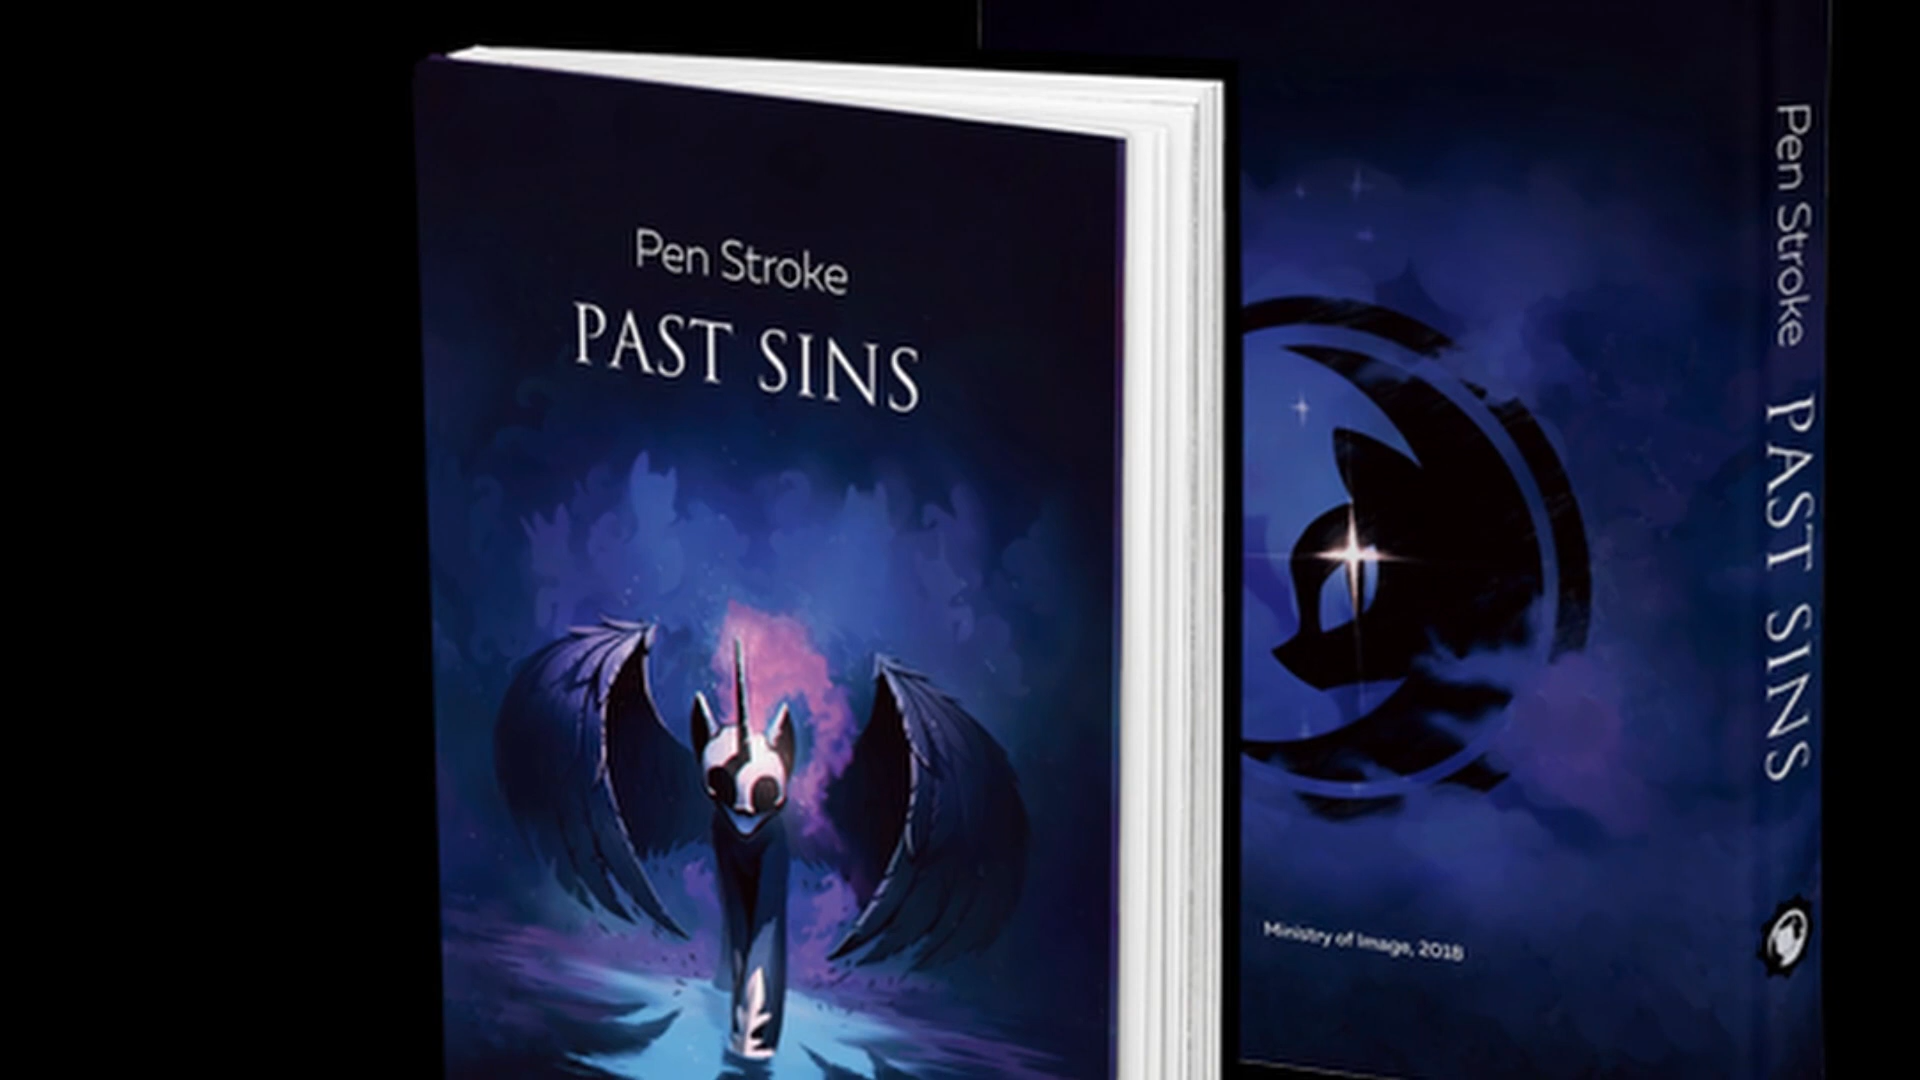 Pen Stroke
PAST SINS
Ministry of Image, 2018
Pen Stroke PAST SINS